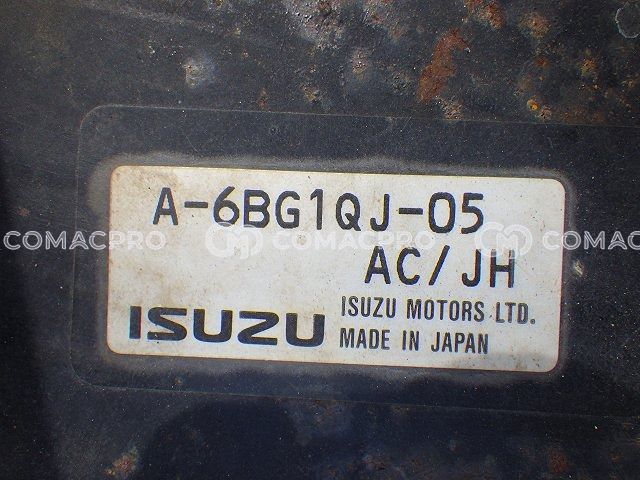 A-6BG1QJ-05
COMACPRO COMACPRO COMACPRO
AC/JH
ISUZU ISUZU MOTORS LTD.
MADE IN JAPAN